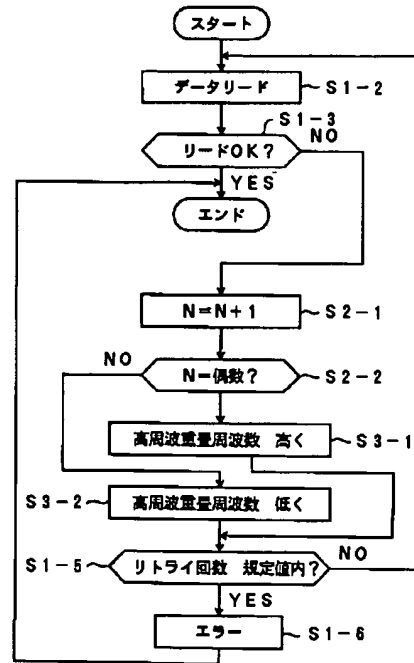 スタート
データリード
S1-2
S1-3
リードOK?
NO
YES
エンド
N=N+1
S2-1
NO
N=偶数?
S2-2
高周波重畳周波数 高く
S3-1
S3-2
高周波重畳周波数 低く
S1-5
リトライ回数 規定値内?
NO
YES
エラー
S1-6